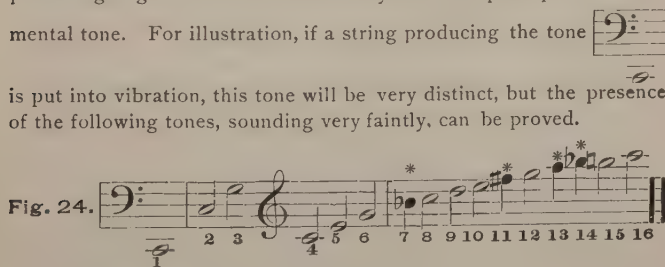 mental tone. For illustration, if a string producing the tone
is put into vibration, this tone will be very distinct, but the presence
of the following tones, sounding very faintly, can be proved.
* * * *
Fig. 24.
1 2 3 4 5 6 7 8 9 10 11 12 13 14 15 16